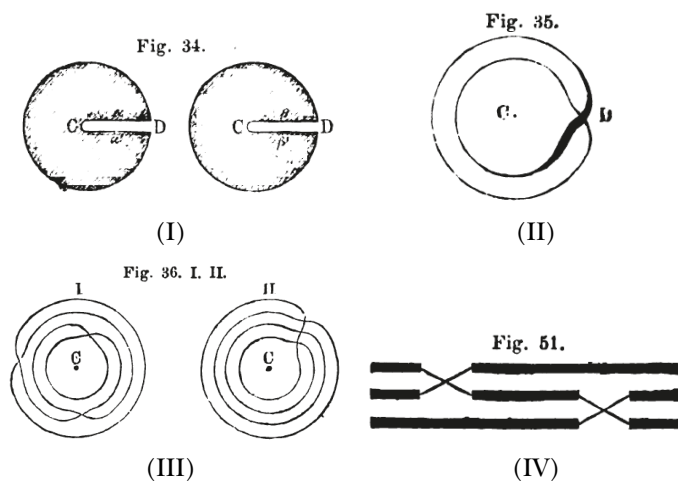 Fig. 34.
α β
C D C D
α' β'
(I)
Fig. 35.
C. D
(II)
Fig. 36. I. II.
I II
C C
(III)
Fig. 51.
(IV)